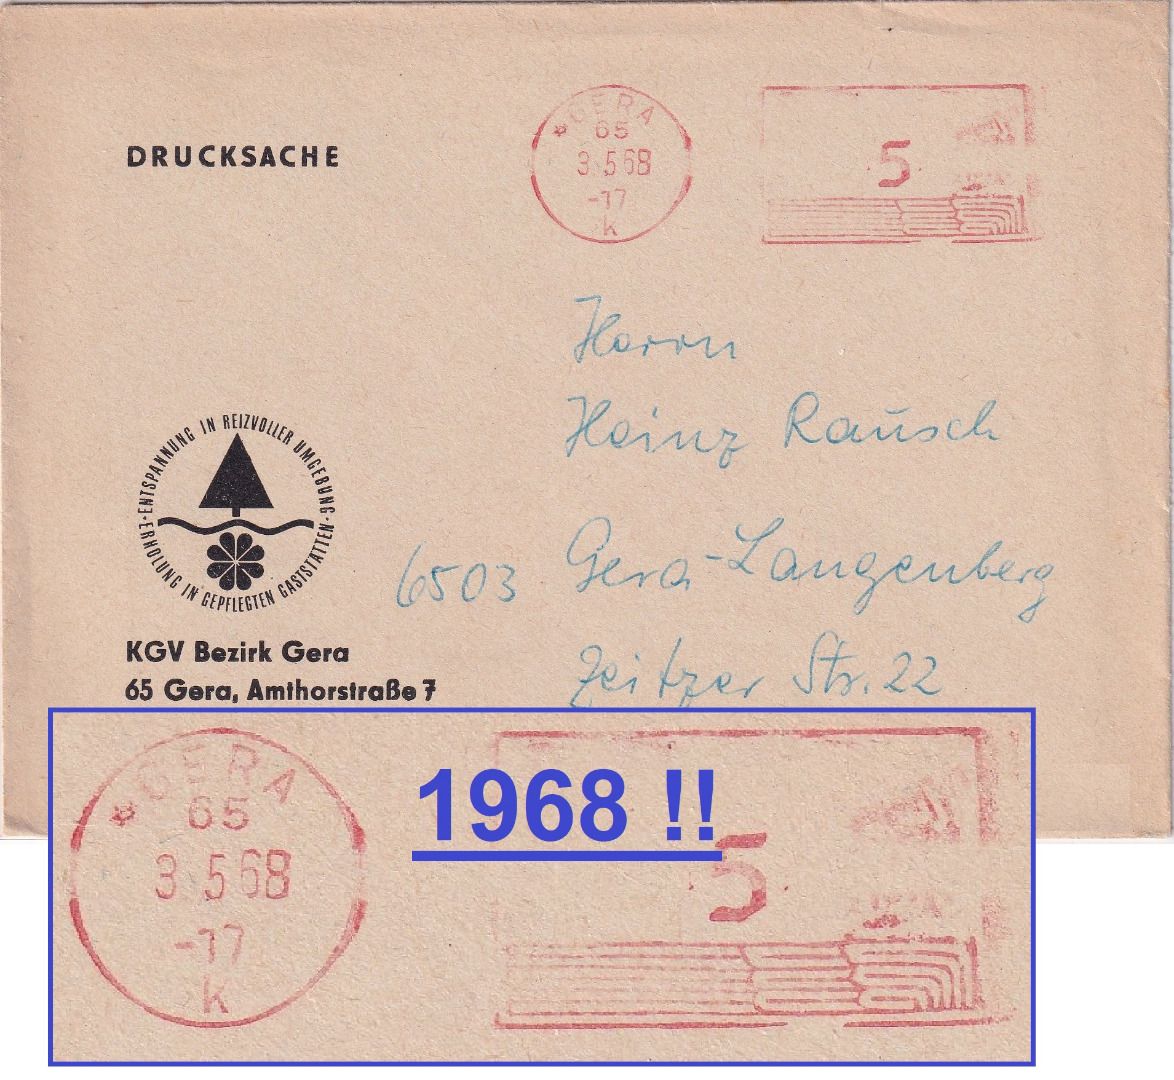 GERA
65
3.5 68
-17
k
5
DRUCKSACHE
Herrn
Heinz Rausch
6503 Gera-Langenberg
Zeitzer Str. 22
ENTSPANNUNG IN REIZVOLLER UMGEBUNG · ERHOLUNG IN GEPFLEGTEN GASTSTÄTTEN ·
KGV Bezirk Gera
65 Gera, Amthorstraße 7
GERA
65
3 5 68
-17
k
1968 !!
5